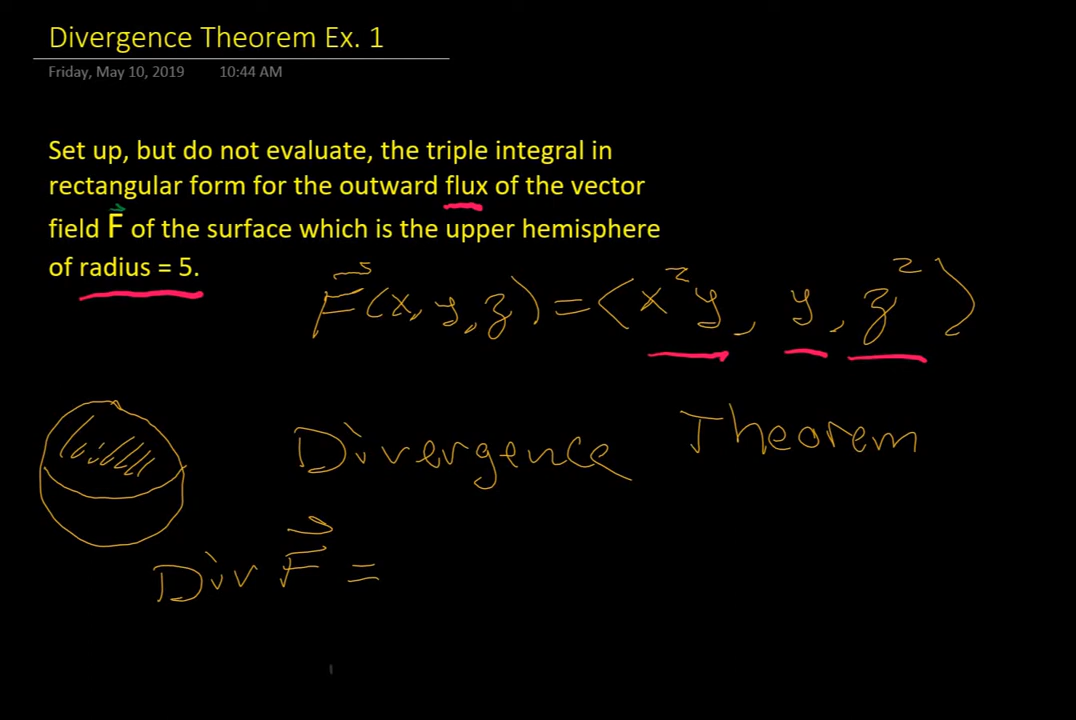 Divergence Theorem Ex. 1
Friday, May 10, 2019 10:44 AM
Set up, but do not evaluate, the triple integral in
rectangular form for the outward flux of the vector
field F⃗ of the surface which is the upper hemisphere
of radius = 5.
F⃗(x, y, z) = ⟨x²y, y, z²⟩
Divergence Theorem
Div F⃗ =